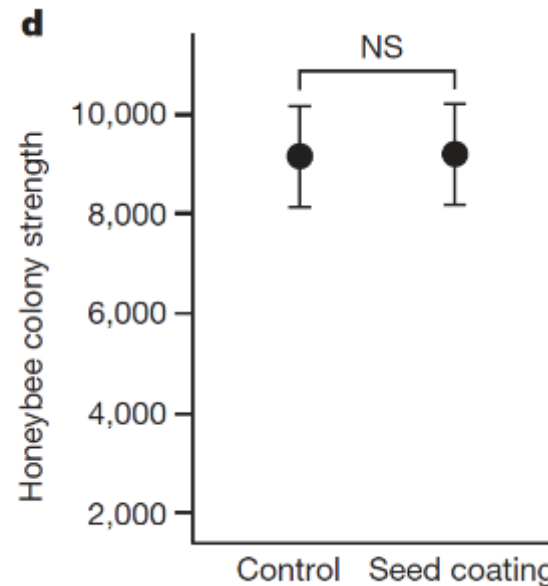 d
NS
Honeybee colony strength
10,000
8,000
6,000
4,000
2,000
Control
Seed coating